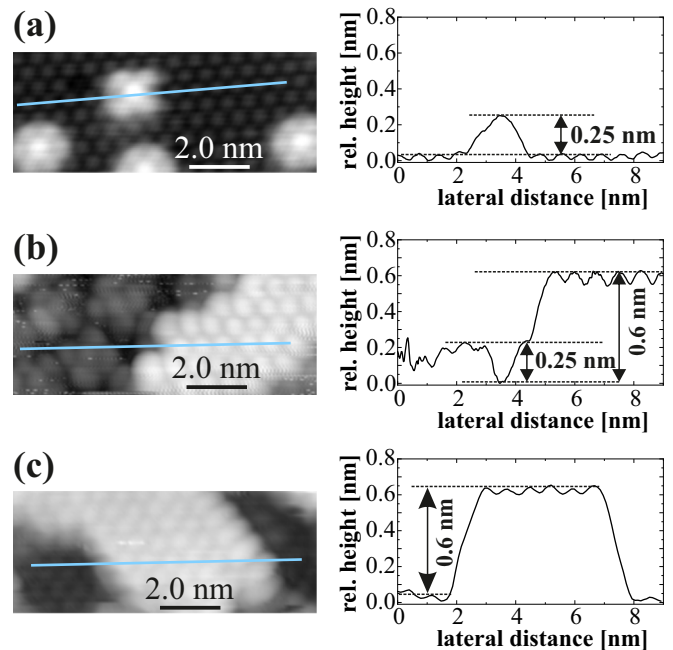 (a)
2.0 nm
rel. height [nm]
0.8
0.6
0.4
0.2
0.0
0.25 nm
0 2 4 6 8
lateral distance [nm]
(b)
2.0 nm
rel. height [nm]
0.8
0.6
0.4
0.2
0.0
0.25 nm
0.6 nm
0 2 4 6 8
lateral distance [nm]
(c)
2.0 nm
rel. height [nm]
0.8
0.6
0.4
0.2
0.0
0.6 nm
0 2 4 6 8
lateral distance [nm]